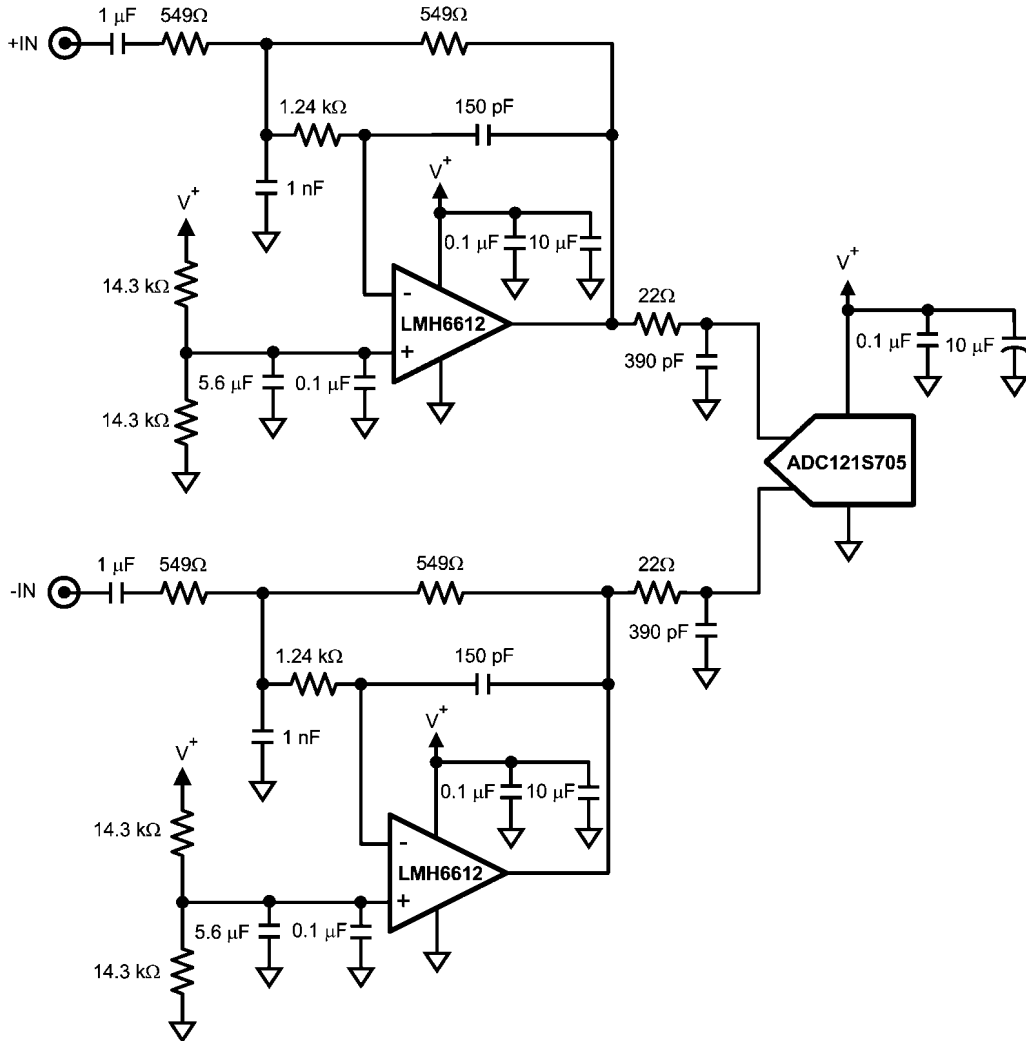 1 μF
549Ω
549Ω
+IN
1.24 kΩ
150 pF
V+
1 nF
V+
0.1 μF
10 μF
V+
14.3 kΩ
-
LMH6612
22Ω
0.1 μF
10 μF
+
390 pF
5.6 μF
0.1 μF
14.3 kΩ
ADC121S705
1 μF
549Ω
549Ω
22Ω
-IN
390 pF
1.24 kΩ
150 pF
V+
1 nF
V+
0.1 μF
10 μF
14.3 kΩ
-
LMH6612
+
5.6 μF
0.1 μF
14.3 kΩ